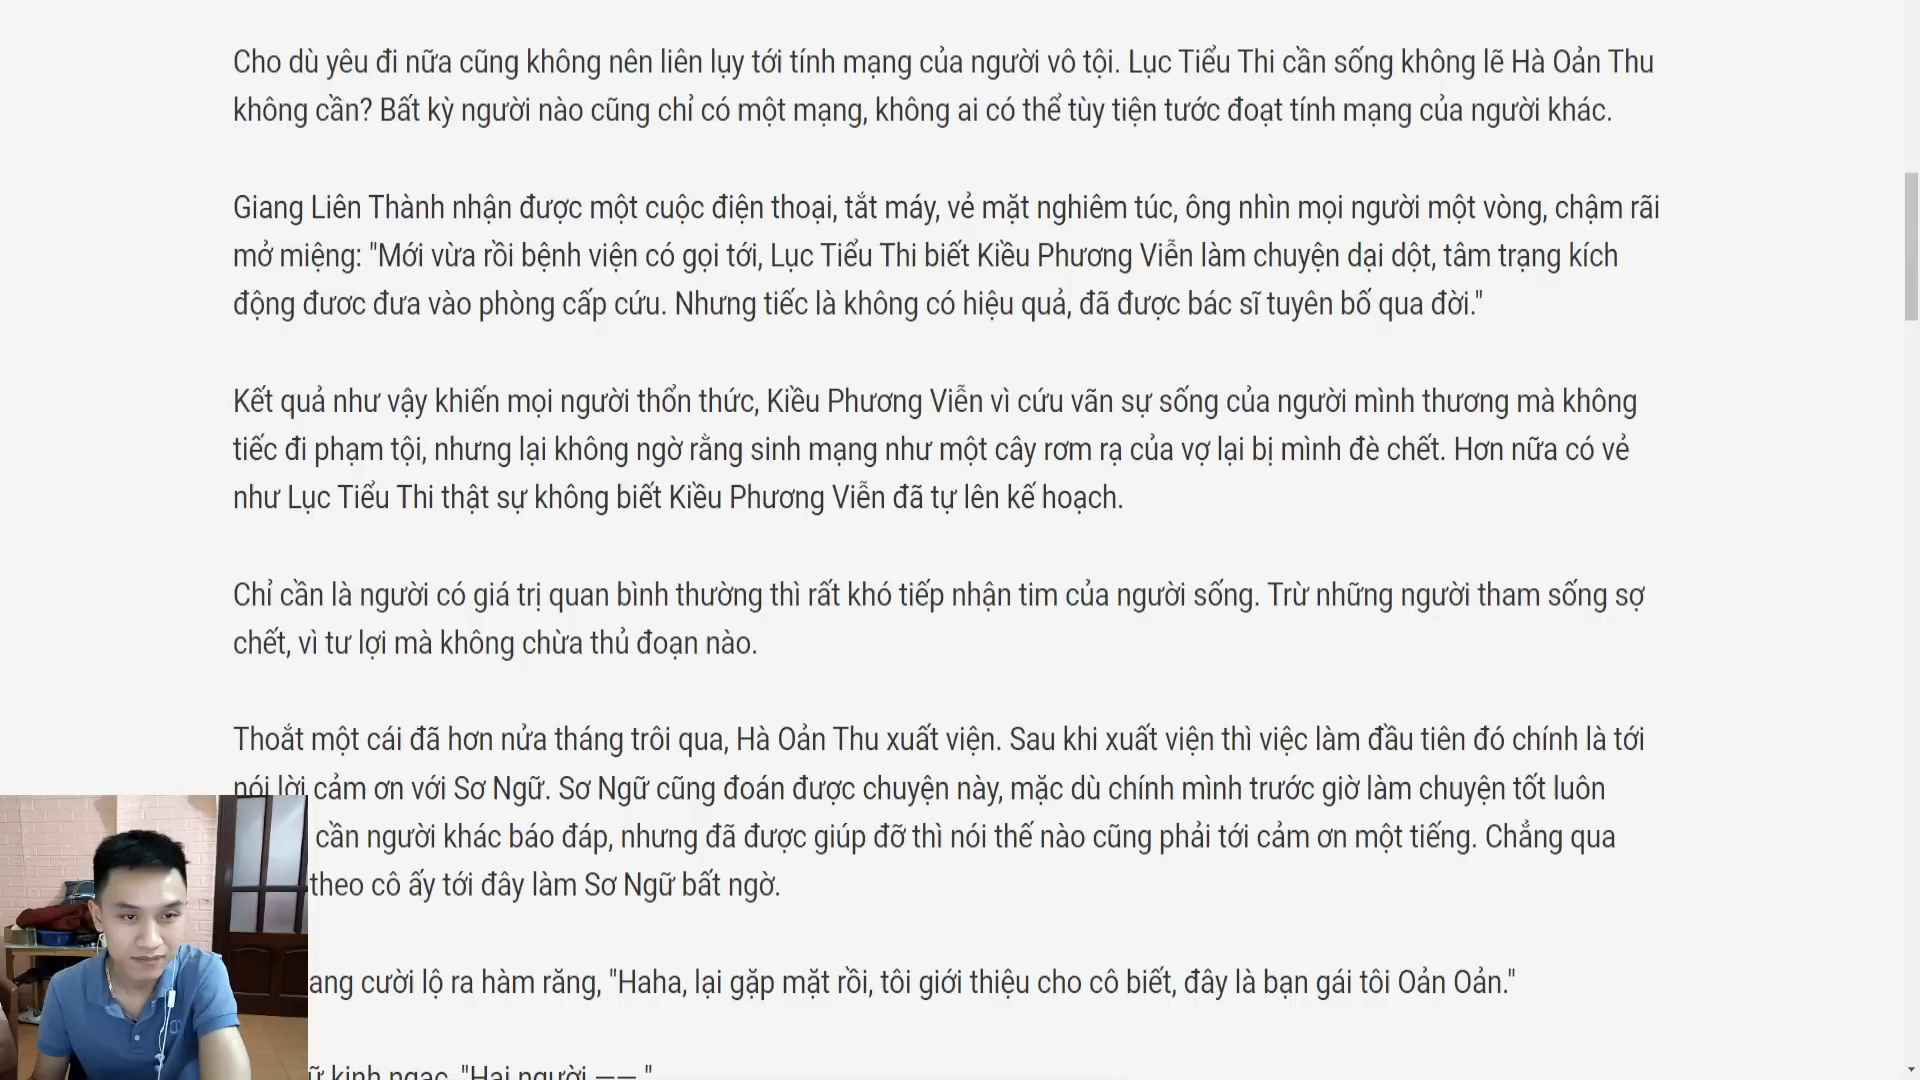 Cho dù yêu đi nữa cũng không nên liên lụy tới tính mạng của người vô tội. Lục Tiểu Thi cần sống không lẽ Hà Oản Thu
không cần? Bất kỳ người nào cũng chỉ có một mạng, không ai có thể tùy tiện tước đoạt tính mạng của người khác.
Giang Liên Thành nhận được một cuộc điện thoại, tắt máy, vẻ mặt nghiêm túc, ông nhìn mọi người một vòng, chậm rãi
mở miệng: "Mới vừa rồi bệnh viện có gọi tới, Lục Tiểu Thi biết Kiều Phương Viễn làm chuyện dại dột, tâm trạng kích
động đươc đưa vào phòng cấp cứu. Nhưng tiếc là không có hiệu quả, đã được bác sĩ tuyên bố qua đời."
Kết quả như vậy khiến mọi người thổn thức, Kiều Phương Viễn vì cứu vãn sự sống của người mình thương mà không
tiếc đi phạm tội, nhưng lại không ngờ rằng sinh mạng như một cây rơm rạ của vợ lại bị mình đè chết. Hơn nữa có vẻ
như Lục Tiểu Thi thật sự không biết Kiều Phương Viễn đã tự lên kế hoạch.
Chỉ cần là người có giá trị quan bình thường thì rất khó tiếp nhận tim của người sống. Trừ những người tham sống sợ
chết, vì tư lợi mà không chừa thủ đoạn nào.
Thoắt một cái đã hơn nửa tháng trôi qua, Hà Oản Thu xuất viện. Sau khi xuất viện thì việc làm đầu tiên đó chính là tới
nói lời cảm ơn với Sơ Ngữ. Sơ Ngữ cũng đoán được chuyện này, mặc dù chính mình trước giờ làm chuyện tốt luôn
cần người khác báo đáp, nhưng đã được giúp đỡ thì nói thế nào cũng phải tới cảm ơn một tiếng. Chẳng qua
theo cô ấy tới đây làm Sơ Ngữ bất ngờ.
ang cười lộ ra hàm răng, "Haha, lại gặp mặt rồi, tôi giới thiệu cho cô biết, đây là bạn gái tôi Oản Oản."
ữ kinh ngạc, "Hai người —— "